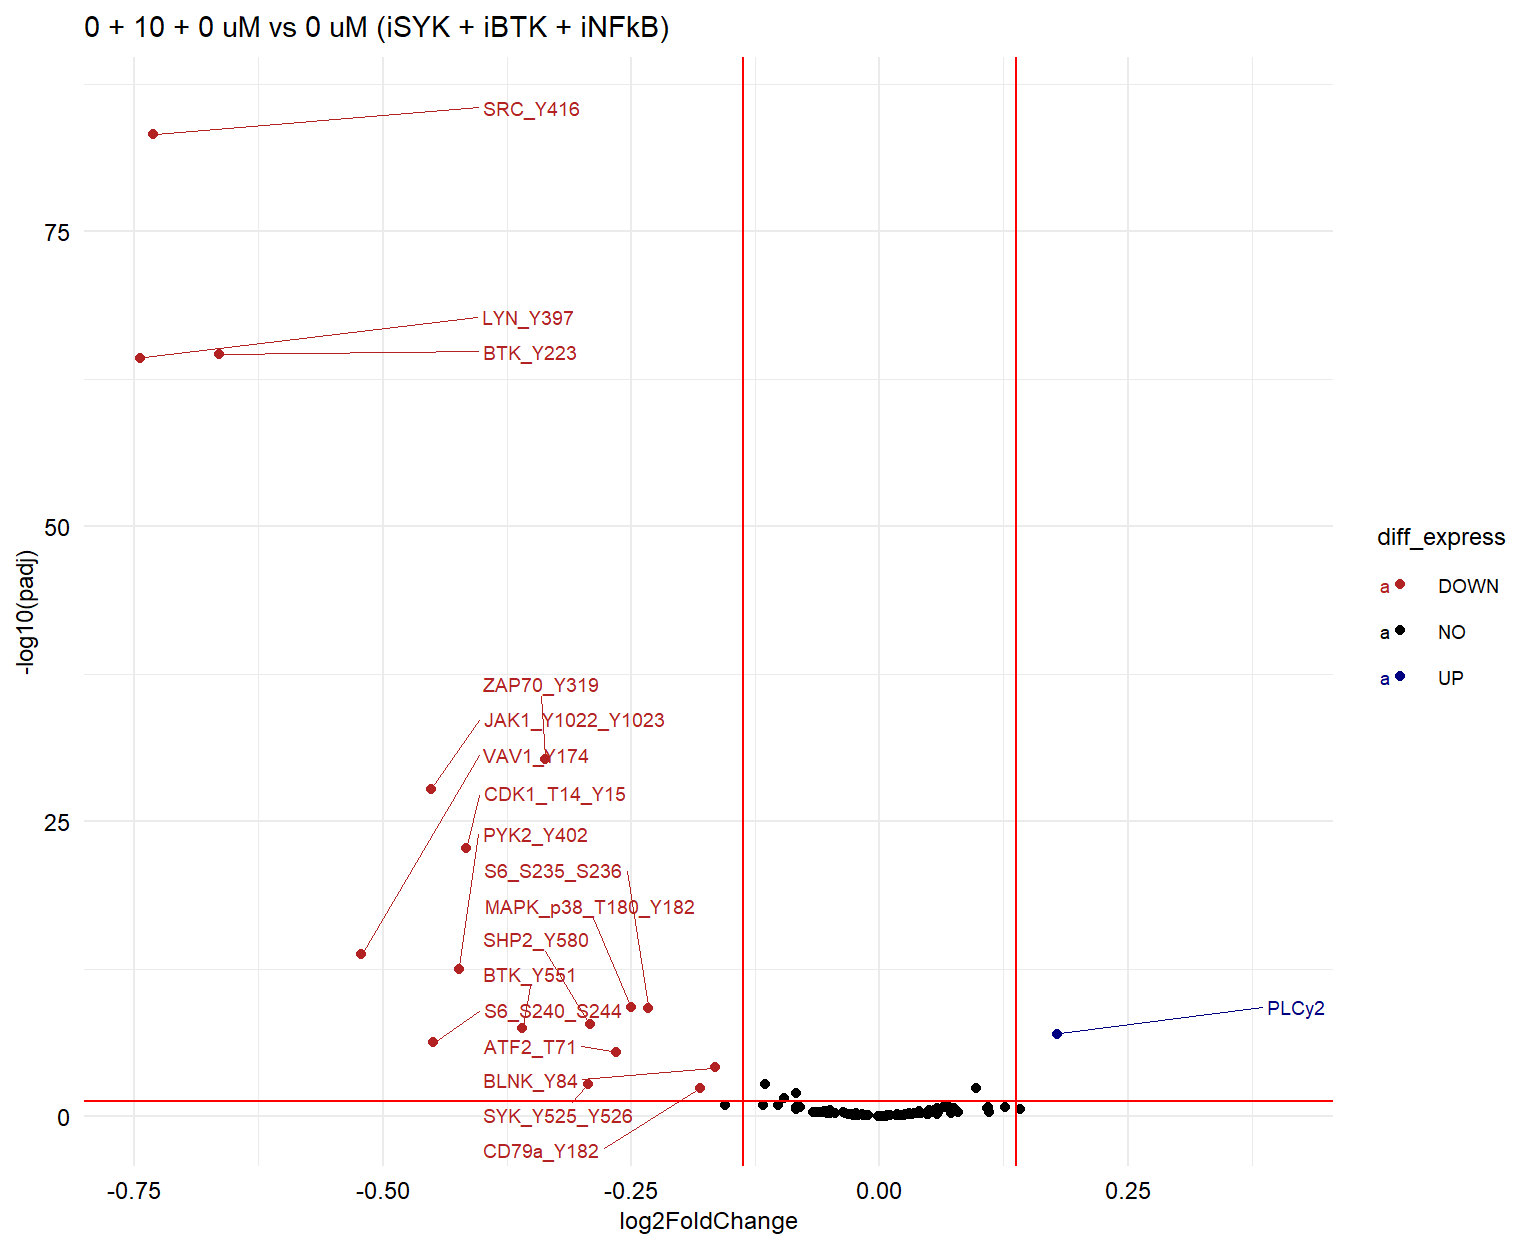 0 + 10 + 0 uM vs 0 uM (iSYK + iBTK + iNFkB)
SRC_Y416
75
LYN_Y397
BTK_Y223
50
-log10(padj)
diff_express
a DOWN
a NO
a UP
ZAP70_Y319
JAK1_Y1022_Y1023
VAV1_Y174
CDK1_T14_Y15
25
PYK2_Y402
S6_S235_S236
MAPK_p38_T180_Y182
SHP2_Y580
BTK_Y551
S6_S240_S244
PLCy2
ATF2_T71
BLNK_Y84
0
SYK_Y525_Y526
CD79a_Y182
-0.75 -0.50 -0.25 0.00 0.25
log2FoldChange